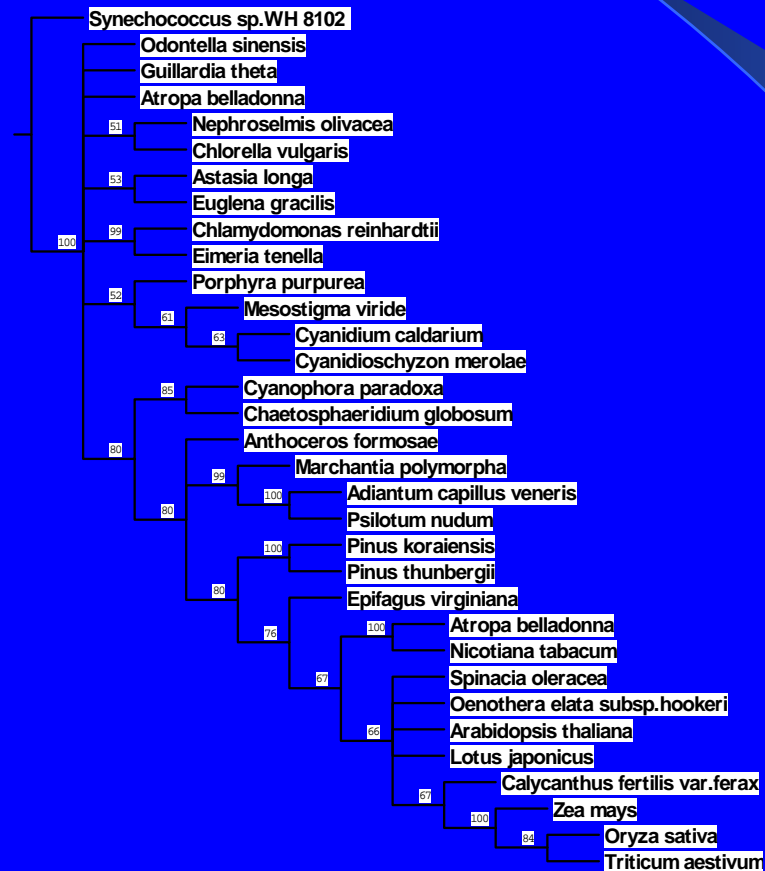 Synechococcus sp.WH 8102
Odontella sinensis
Guillardia theta
Atropa belladonna
51
Nephroselmis olivacea
Chlorella vulgaris
53
Astasia longa
Euglena gracilis
99
Chlamydomonas reinhardtii
100
Eimeria tenella
52
Porphyra purpurea
61
Mesostigma viride
63
Cyanidium caldarium
Cyanidioschyzon merolae
85
Cyanophora paradoxa
Chaetosphaeridium globosum
80
Anthoceros formosae
99
Marchantia polymorpha
100
Adiantum capillus veneris
80
Psilotum nudum
100
Pinus koraiensis
Pinus thunbergii
80
Epifagus virginiana
76
100
Atropa belladonna
Nicotiana tabacum
67
Spinacia oleracea
Oenothera elata subsp.hookeri
66
Arabidopsis thaliana
Lotus japonicus
67
Calycanthus fertilis var.ferax
100
Zea mays
84
Oryza sativa
Triticum aestivum